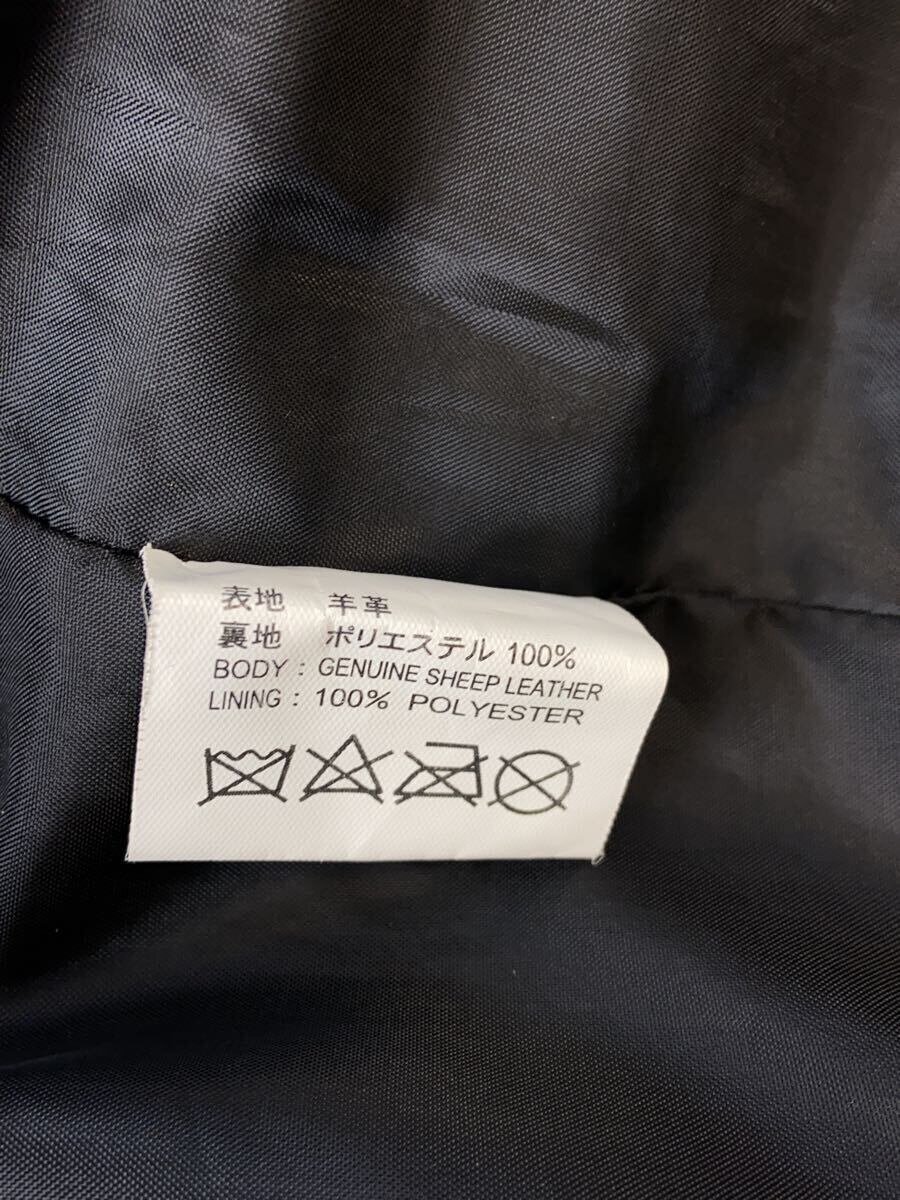 表地 羊革
裏地 ポリエステル 100%
BODY : GENUINE SHEEP LEATHER
LINING : 100% POLYESTER